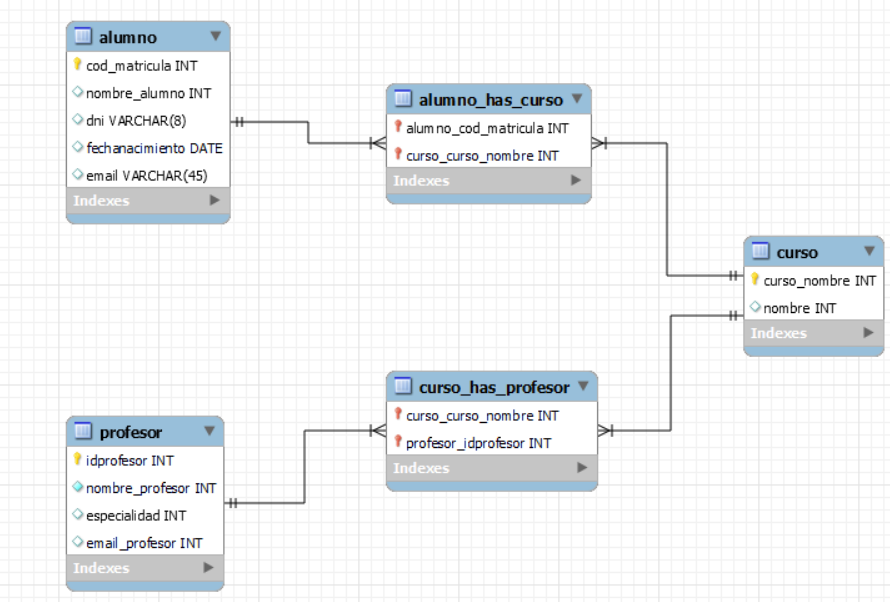 alumno
cod_matricula INT
nombre_alumno INT
dni VARCHAR(8)
fechanacimiento DATE
email VARCHAR(45)
Indexes
alumno_has_curso
alumno_cod_matricula INT
curso_curso_nombre INT
Indexes
curso
curso_nombre INT
nombre INT
Indexes
curso_has_profesor
curso_curso_nombre INT
profesor_idprofesor INT
Indexes
profesor
idprofesor INT
nombre_profesor INT
especialidad INT
email_profesor INT
Indexes